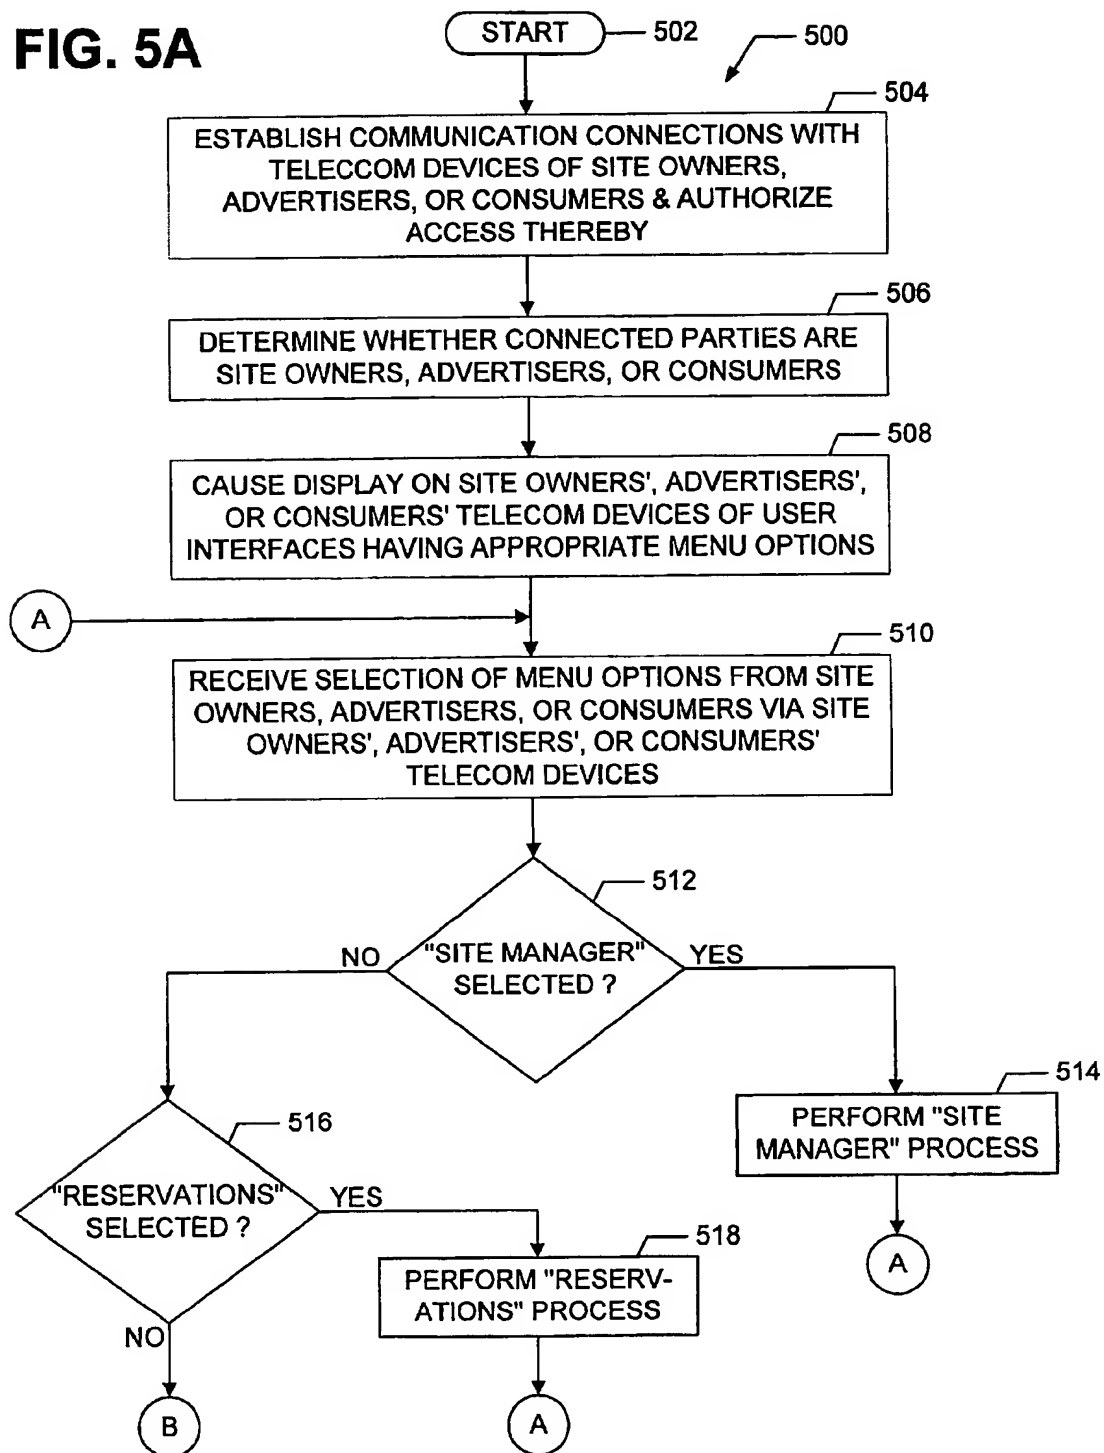 FIG. 5A
START
502
500
504
ESTABLISH COMMUNICATION CONNECTIONS WITH
TELECCOM DEVICES OF SITE OWNERS,
ADVERTISERS, OR CONSUMERS & AUTHORIZE
ACCESS THEREBY
506
DETERMINE WHETHER CONNECTED PARTIES ARE
SITE OWNERS, ADVERTISERS, OR CONSUMERS
508
CAUSE DISPLAY ON SITE OWNERS', ADVERTISERS',
OR CONSUMERS' TELECOM DEVICES OF USER
INTERFACES HAVING APPROPRIATE MENU OPTIONS
A
510
RECEIVE SELECTION OF MENU OPTIONS FROM SITE
OWNERS, ADVERTISERS, OR CONSUMERS VIA SITE
OWNERS', ADVERTISERS', OR CONSUMERS'
TELECOM DEVICES
512
"SITE MANAGER"
SELECTED ?
NO
YES
514
PERFORM "SITE
MANAGER" PROCESS
A
516
"RESERVATIONS"
SELECTED ?
YES
518
PERFORM "RESERV-
ATIONS" PROCESS
NO
B
A